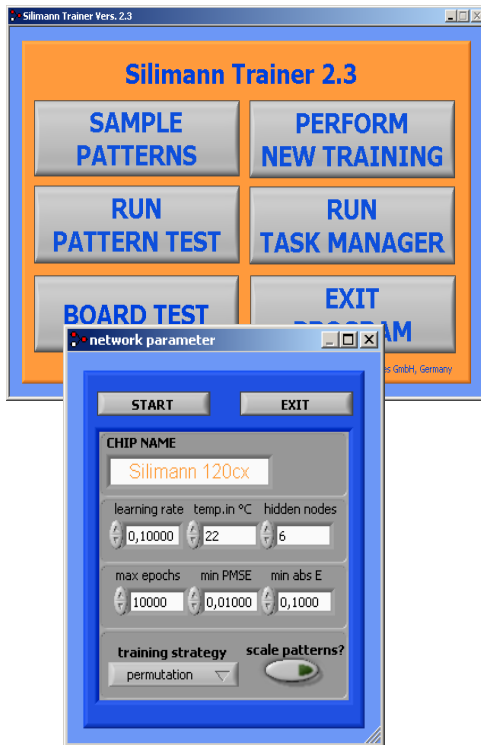 Silimann Trainer Vers. 2.3
Silimann Trainer 2.3
SAMPLE
PATTERNS
PERFORM
NEW TRAINING
RUN
PATTERN TEST
RUN
TASK MANAGER
BOARD TEST
EXIT
GmbH, Germany
network parameter
START
EXIT
CHIP NAME
Silimann 120cx
learning rate temp.in °C hidden nodes
0,10000 22 6
max epochs min PMSE min abs E
10000 0,01000 0,1000
training strategy scale patterns?
permutation